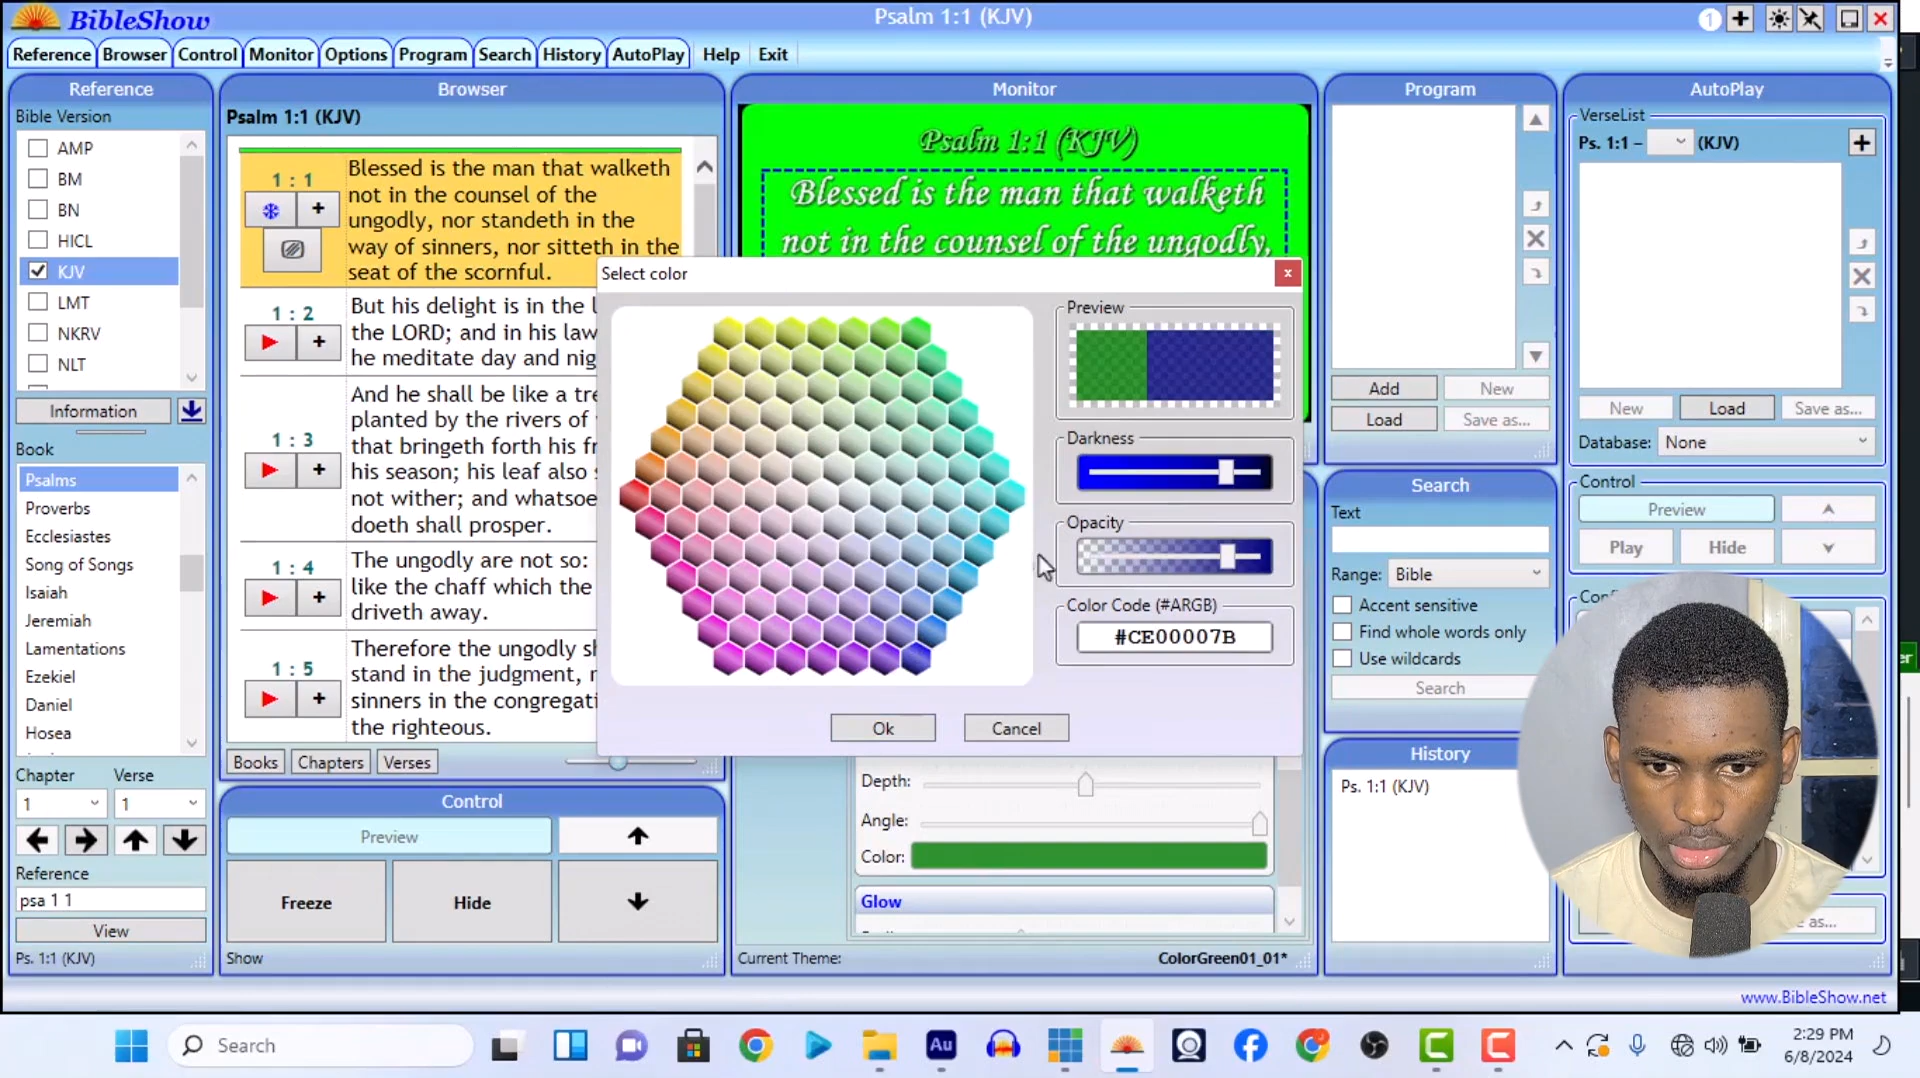 BibleShow
Psalm 1:1 (KJV)
1
Reference Browser Control Monitor Options Program Search History AutoPlay Help Exit
Reference
Bible Version
AMP
BM
BN
HICL
KJV
LMT
NKRV
NLT
Information
Book
Psalms
Proverbs
Ecclesiastes
Song of Songs
Isaiah
Jeremiah
Lamentations
Ezekiel
Daniel
Hosea
Chapter Verse
1 1
Reference
psa 1 1
View
Ps. 1:1 (KJV)
Browser
Psalm 1:1 (KJV)
1 : 1
Blessed is the man that walketh
not in the counsel of the
ungodly, nor standeth in the
way of sinners, nor sitteth in the
seat of the scornful.
1 : 2
But his delight is in the l
the LORD; and in his law
he meditate day and nig
1 : 3
And he shall be like a tre
planted by the rivers of
that bringeth forth his fr
his season; his leaf also
not wither; and whatsoe
doeth shall prosper.
1 : 4
The ungodly are not so:
like the chaff which the
driveth away.
1 : 5
Therefore the ungodly sh
stand in the judgment, n
sinners in the congregati
the righteous.
Books Chapters Verses
Control
Preview
Freeze Hide
Show
Monitor
Psalm 1:1 (KJV)
Blessed is the man that walketh
not in the counsel of the ungodly,
Select color
x
Preview
Darkness
Opacity
Color Code (#ARGB)
#CE00007B
Ok Cancel
Depth:
Angle:
Color:
Glow
Current Theme: ColorGreen01_01*
Program
Add New
Load Save as...
Search
Text
Range: Bible
Accent sensitive
Find whole words only
Use wildcards
Search
History
Ps. 1:1 (KJV)
AutoPlay
VerseList
Ps. 1:1 – (KJV)
New Load Save as...
Database: None
Control
Preview
Play Hide
as...
www.BibleShow.net
Search
Au
2:29 PM
6/8/2024